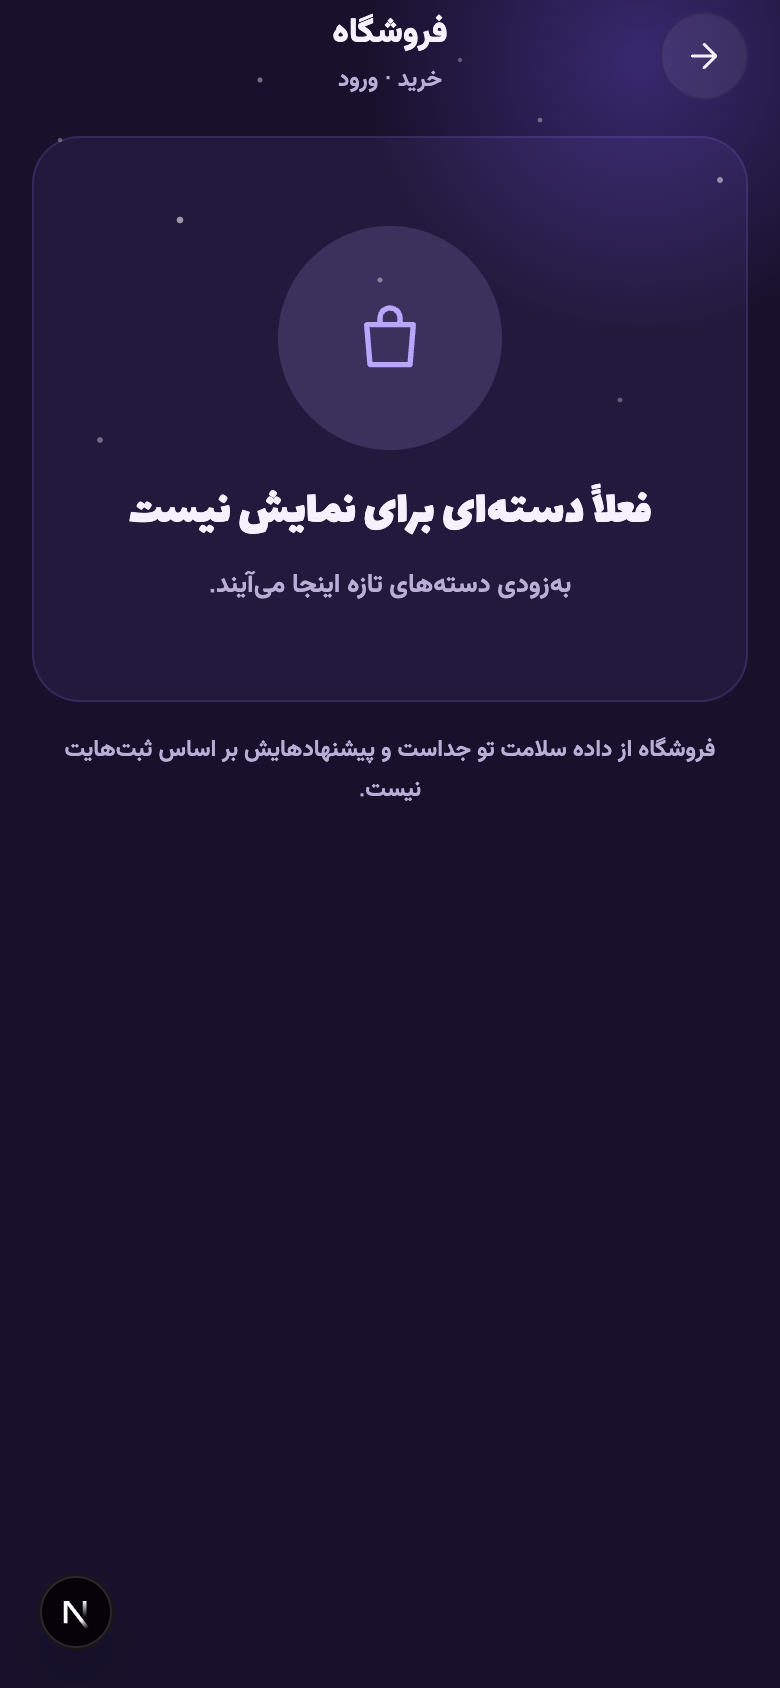 فروشگاه
خرید · ورود
فعلاً دسته‌ای برای نمایش نیست
به‌زودی دسته‌های تازه اینجا می‌آیند.
فروشگاه از داده سلامت تو جداست و پیشنهادهایش بر اساس ثبت‌هایت
نیست.
N